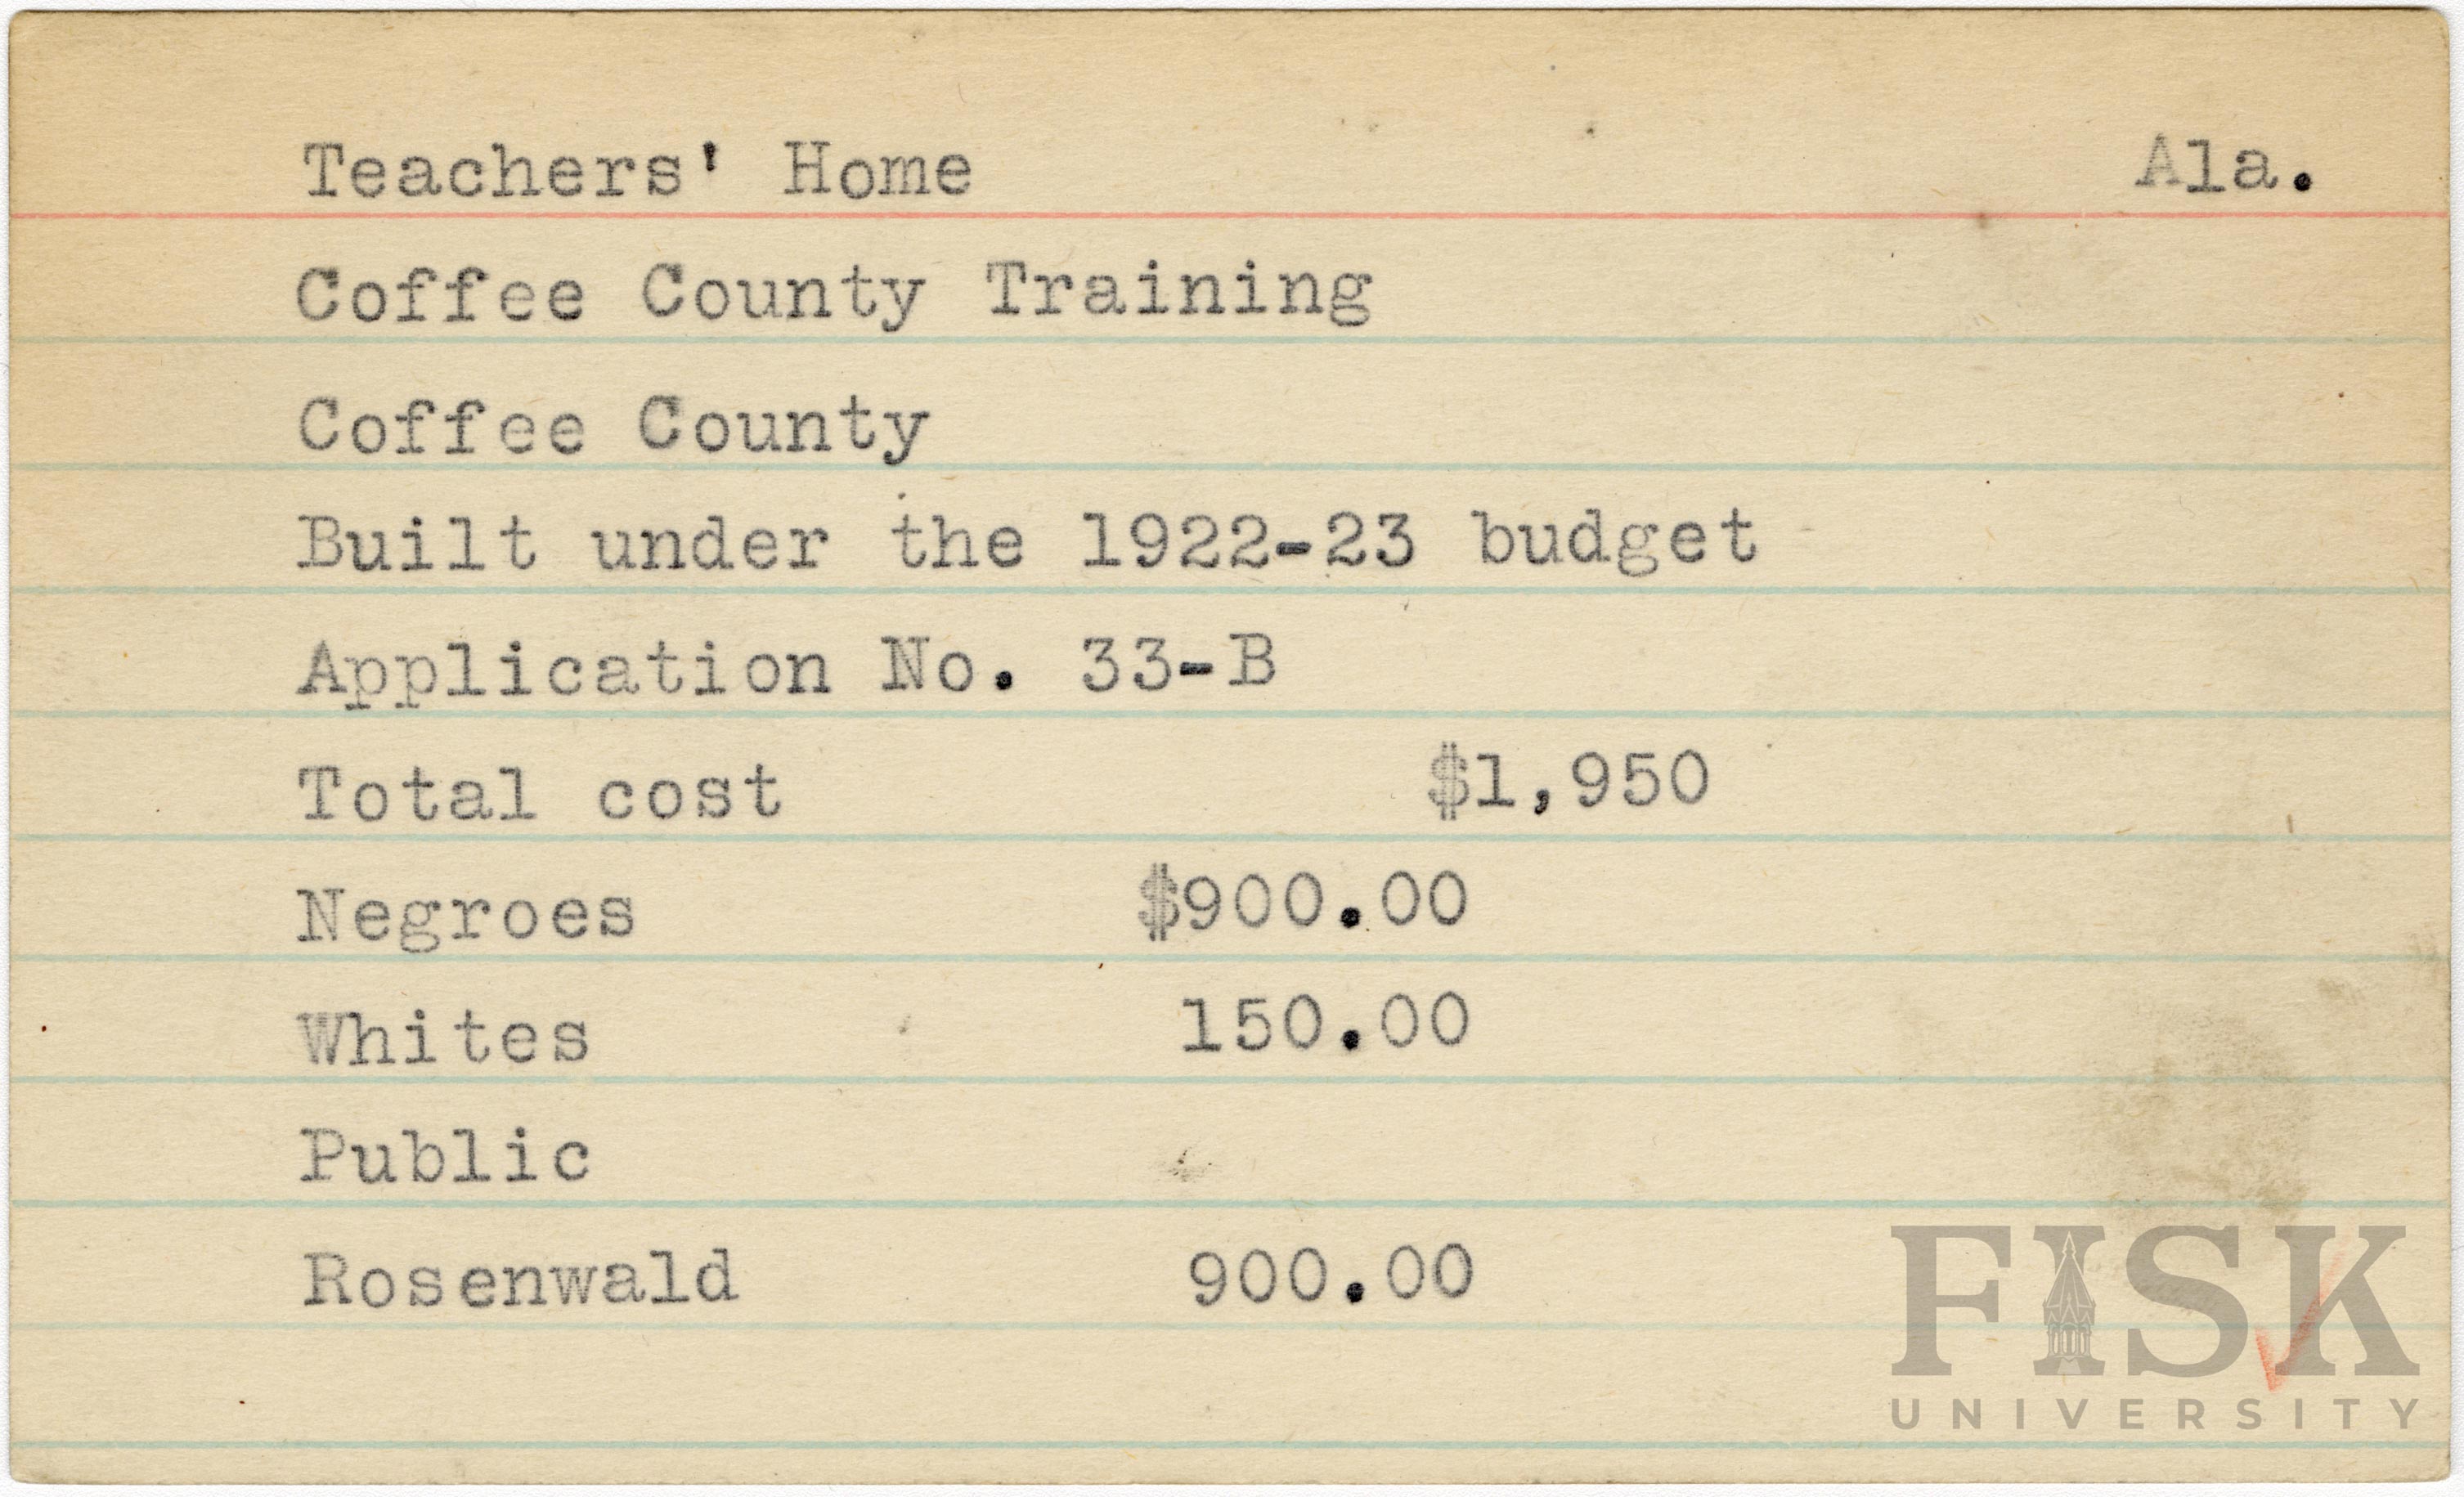 Teachers' Home Ala.
Coffee County Training
Coffee County
Built under the 1922-23 budget
Application No. 33-B
Total cost $1,950
Negroes $900.00
Whites 150.00
Public
Rosenwald 900.00
FISK
UNIVERSITY